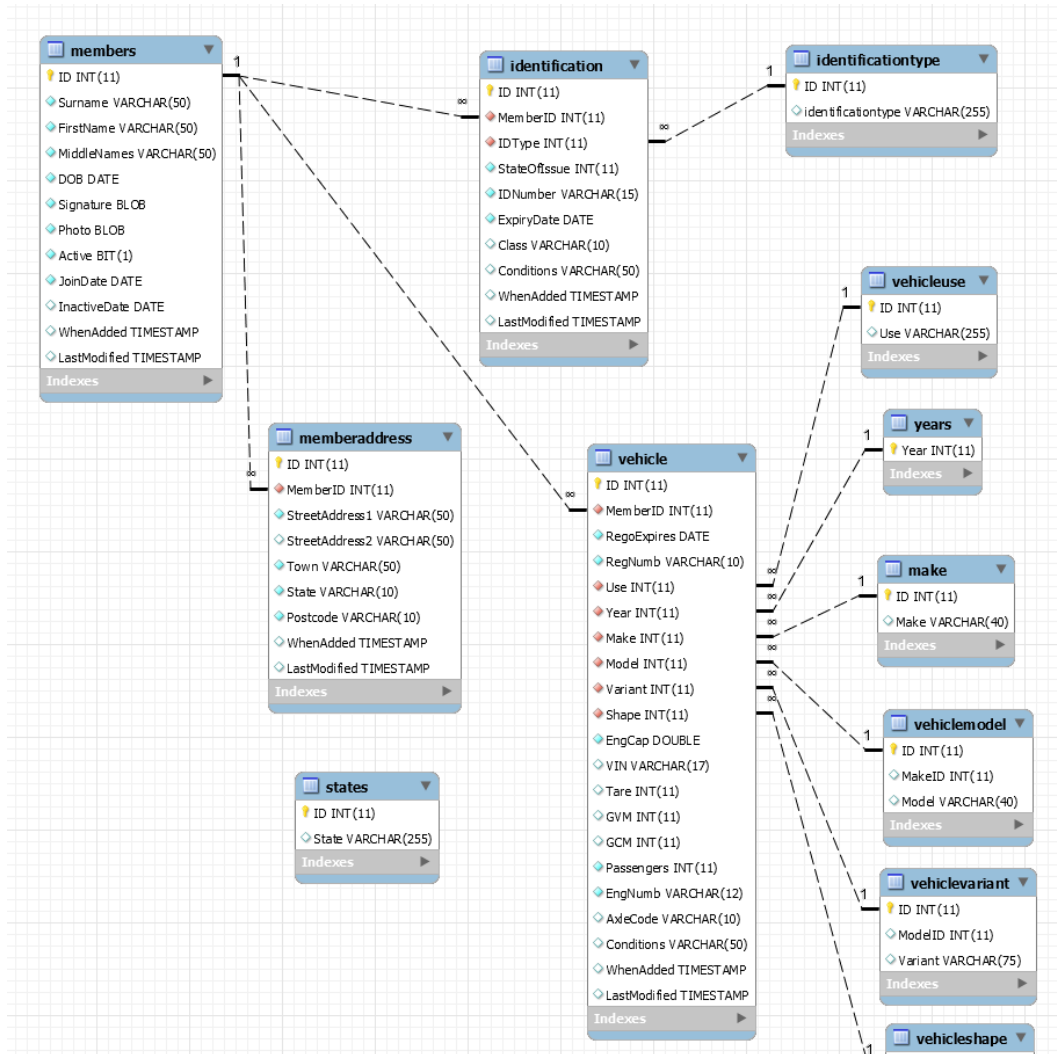 members
ID INT(11)
Surname VARCHAR(50)
FirstName VARCHAR(50)
MiddleNames VARCHAR(50)
DOB DATE
Signature BLOB
Photo BLOB
Active BIT(1)
JoinDate DATE
InactiveDate DATE
WhenAdded TIMESTAMP
LastModified TIMESTAMP
Indexes
1
∞
identification
ID INT(11)
MemberID INT(11)
IDType INT(11)
StateOfIssue INT(11)
IDNumber VARCHAR(15)
ExpiryDate DATE
Class VARCHAR(10)
Conditions VARCHAR(50)
WhenAdded TIMESTAMP
LastModified TIMESTAMP
Indexes
∞
1
identificationtype
ID INT(11)
identificationtype VARCHAR(255)
Indexes
∞
memberaddress
ID INT(11)
MemberID INT(11)
StreetAddress1 VARCHAR(50)
StreetAddress2 VARCHAR(50)
Town VARCHAR(50)
State VARCHAR(10)
Postcode VARCHAR(10)
WhenAdded TIMESTAMP
LastModified TIMESTAMP
Indexes
states
ID INT(11)
State VARCHAR(255)
Indexes
∞
vehicle
ID INT(11)
MemberID INT(11)
RegoExpires DATE
RegNumb VARCHAR(10)
Use INT(11)
Year INT(11)
Make INT(11)
Model INT(11)
Variant INT(11)
Shape INT(11)
EngCap DOUBLE
VIN VARCHAR(17)
Tare INT(11)
GVM INT(11)
GCM INT(11)
Passengers INT(11)
EngNumb VARCHAR(12)
AxleCode VARCHAR(10)
Conditions VARCHAR(50)
WhenAdded TIMESTAMP
LastModified TIMESTAMP
Indexes
∞
∞
∞
∞
∞
∞
1
vehicleuse
ID INT(11)
Use VARCHAR(255)
Indexes
1
years
Year INT(11)
Indexes
1
make
ID INT(11)
Make VARCHAR(40)
Indexes
1
vehiclemodel
ID INT(11)
MakeID INT(11)
Model VARCHAR(40)
Indexes
1
vehiclevariant
ID INT(11)
ModelID INT(11)
Variant VARCHAR(75)
Indexes
1
vehicleshape